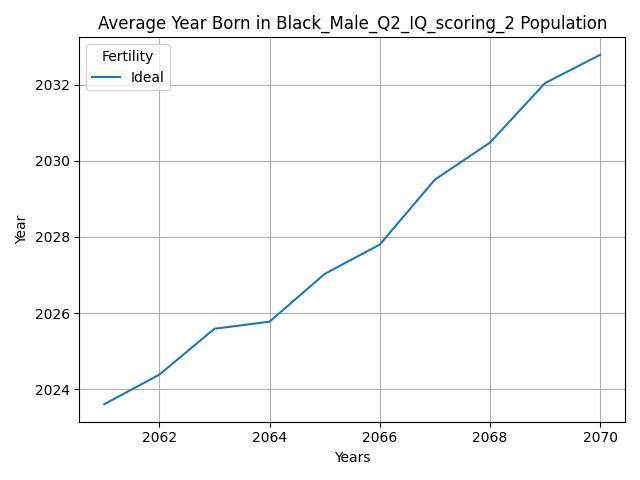 Average Year Born in Black_Male_Q2_IQ_scoring_2 Population
Fertility
Ideal
2032
2030
2028
2026
2024
Year
2062 2064 2066 2068 2070
Years